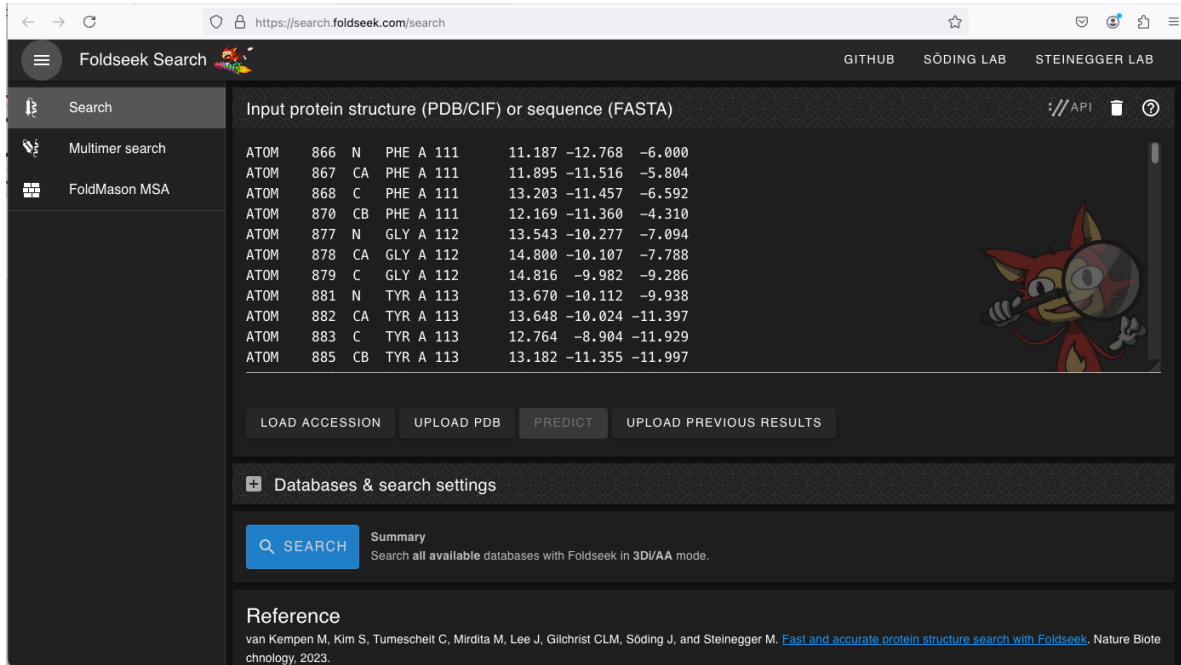 https://search.foldseek.com/search
Foldseek Search
GITHUB SÖDING LAB STEINEGGER LAB
Search
Multimer search
FoldMason MSA
Input protein structure (PDB/CIF) or sequence (FASTA)
://API
ATOM 866 N PHE A 111 11.187 -12.768 -6.000
ATOM 867 CA PHE A 111 11.895 -11.516 -5.804
ATOM 868 C PHE A 111 13.203 -11.457 -6.592
ATOM 870 CB PHE A 111 12.169 -11.360 -4.310
ATOM 877 N GLY A 112 13.543 -10.277 -7.094
ATOM 878 CA GLY A 112 14.800 -10.107 -7.788
ATOM 879 C GLY A 112 14.816 -9.982 -9.286
ATOM 881 N TYR A 113 13.670 -10.112 -9.938
ATOM 882 CA TYR A 113 13.648 -10.024 -11.397
ATOM 883 C TYR A 113 12.764 -8.904 -11.929
ATOM 885 CB TYR A 113 13.182 -11.355 -11.997
LOAD ACCESSION UPLOAD PDB PREDICT UPLOAD PREVIOUS RESULTS
Databases & search settings
SEARCH
Summary
Search all available databases with Foldseek in 3Di/AA mode.
Reference
van Kempen M, Kim S, Tumescheit C, Mirdita M, Lee J, Gilchrist CLM, Söding J, and Steinegger M. Fast and accurate protein structure search with Foldseek. Nature Biote
chnology, 2023.